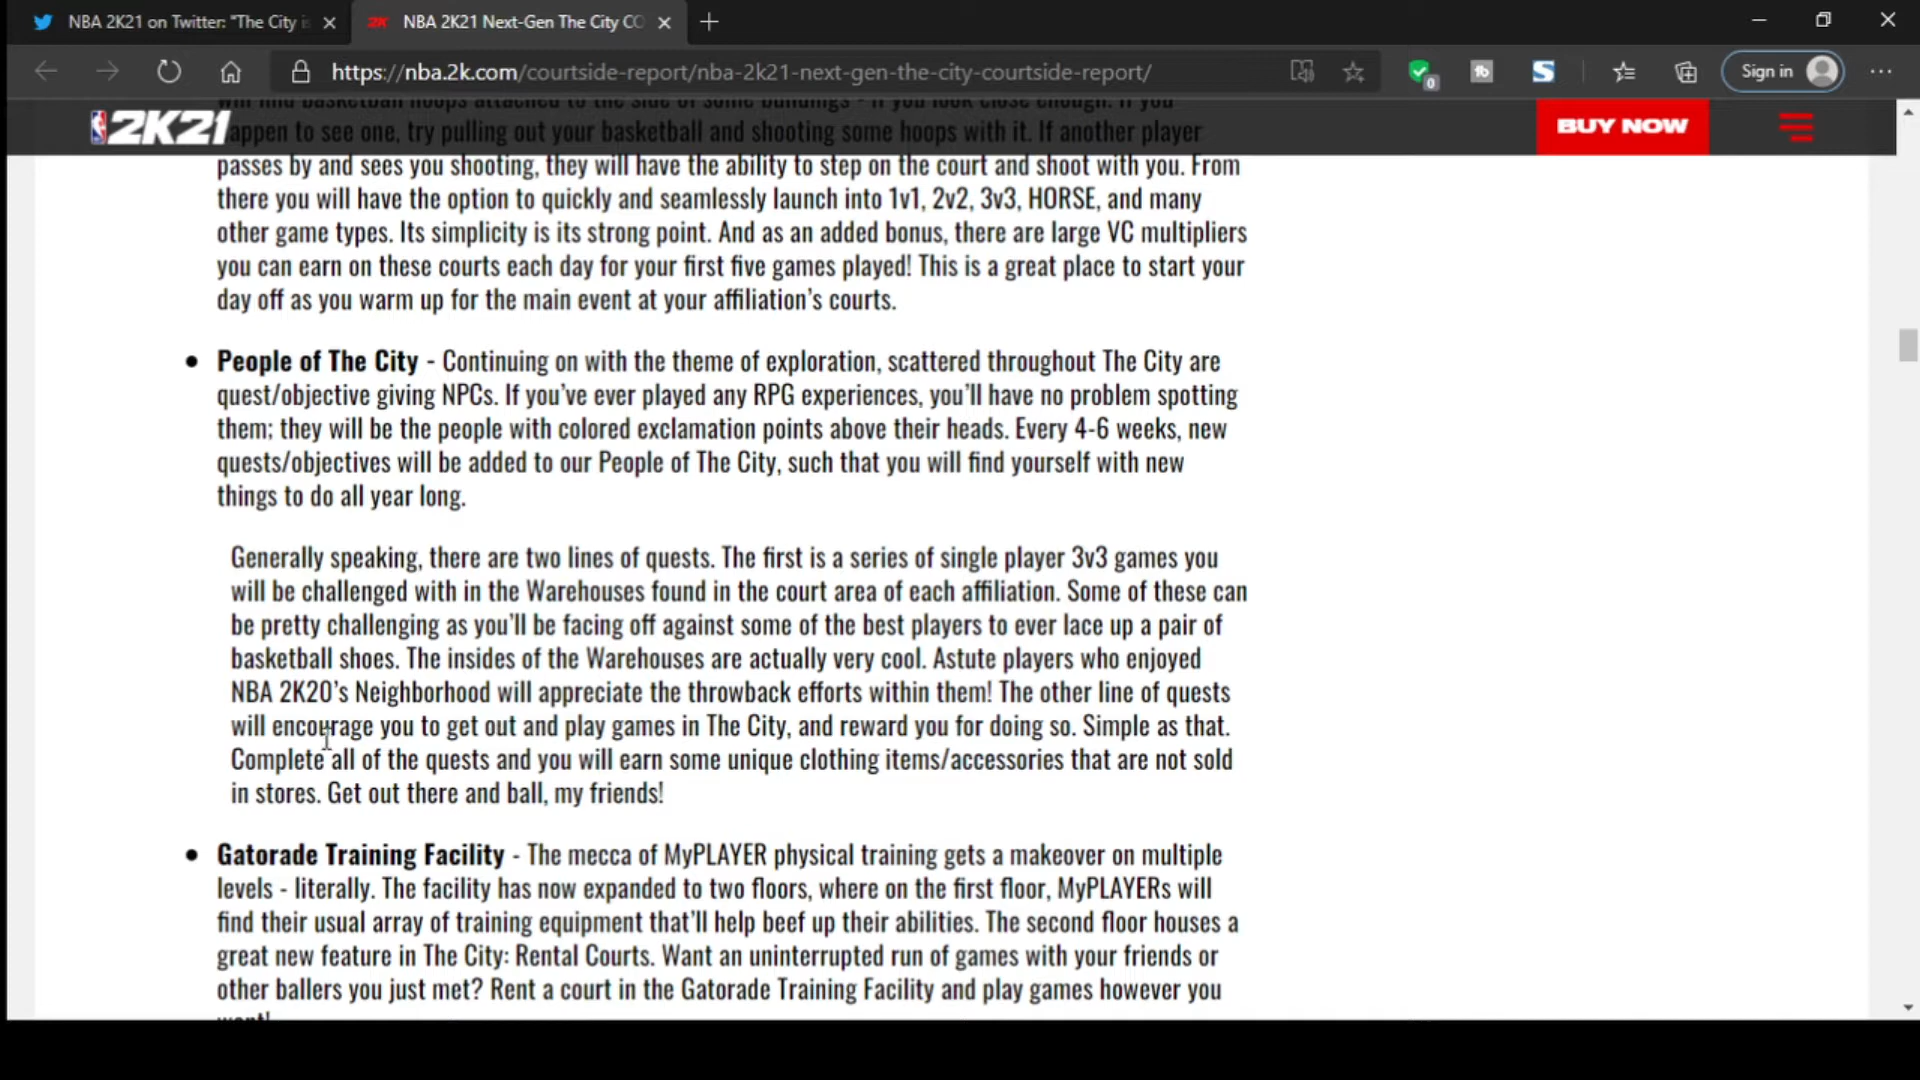 NBA 2K21 on Twitter: "The City is
NBA 2K21 Next-Gen The City CO
https://nba.2k.com/courtside-report/nba-2k21-next-gen-the-city-courtside-report/
0
tb
S
Sign in
will find basketball hoops attached to the side of some buildings - if you look close enough. If you
2K21
BUY NOW
appen to see one, try pulling out your basketball and shooting some hoops with it. If another player
passes by and sees you shooting, they will have the ability to step on the court and shoot with you. From
there you will have the option to quickly and seamlessly launch into 1v1, 2v2, 3v3, HORSE, and many
other game types. Its simplicity is its strong point. And as an added bonus, there are large VC multipliers
you can earn on these courts each day for your first five games played! This is a great place to start your
day off as you warm up for the main event at your affiliation's courts.
• People of The City - Continuing on with the theme of exploration, scattered throughout The City are
quest/objective giving NPCs. If you've ever played any RPG experiences, you'll have no problem spotting
them; they will be the people with colored exclamation points above their heads. Every 4-6 weeks, new
quests/objectives will be added to our People of The City, such that you will find yourself with new
things to do all year long.
Generally speaking, there are two lines of quests. The first is a series of single player 3v3 games you
will be challenged with in the Warehouses found in the court area of each affiliation. Some of these can
be pretty challenging as you'll be facing off against some of the best players to ever lace up a pair of
basketball shoes. The insides of the Warehouses are actually very cool. Astute players who enjoyed
NBA 2K20's Neighborhood will appreciate the throwback efforts within them! The other line of quests
will encourage you to get out and play games in The City, and reward you for doing so. Simple as that.
Complete all of the quests and you will earn some unique clothing items/accessories that are not sold
in stores. Get out there and ball, my friends!
• Gatorade Training Facility - The mecca of MyPLAYER physical training gets a makeover on multiple
levels - literally. The facility has now expanded to two floors, where on the first floor, MyPLAYERs will
find their usual array of training equipment that'll help beef up their abilities. The second floor houses a
great new feature in The City: Rental Courts. Want an uninterrupted run of games with your friends or
other ballers you just met? Rent a court in the Gatorade Training Facility and play games however you
want!